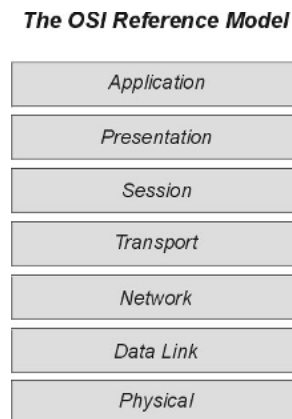 The OSI Reference Model
Application
Presentation
Session
Transport
Network
Data Link
Physical